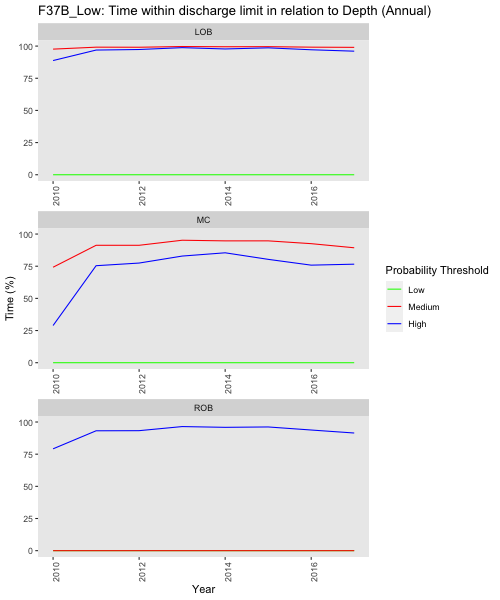 F37B_Low: Time within discharge limit in relation to Depth (Annual)
LOB
100
75
50
25
0
2010
2012
2014
2016
MC
100
75
50
25
0
2010
2012
2014
2016
ROB
100
75
50
25
0
2010
2012
2014
2016
Time (%)
Year
Probability Threshold
Low
Medium
High